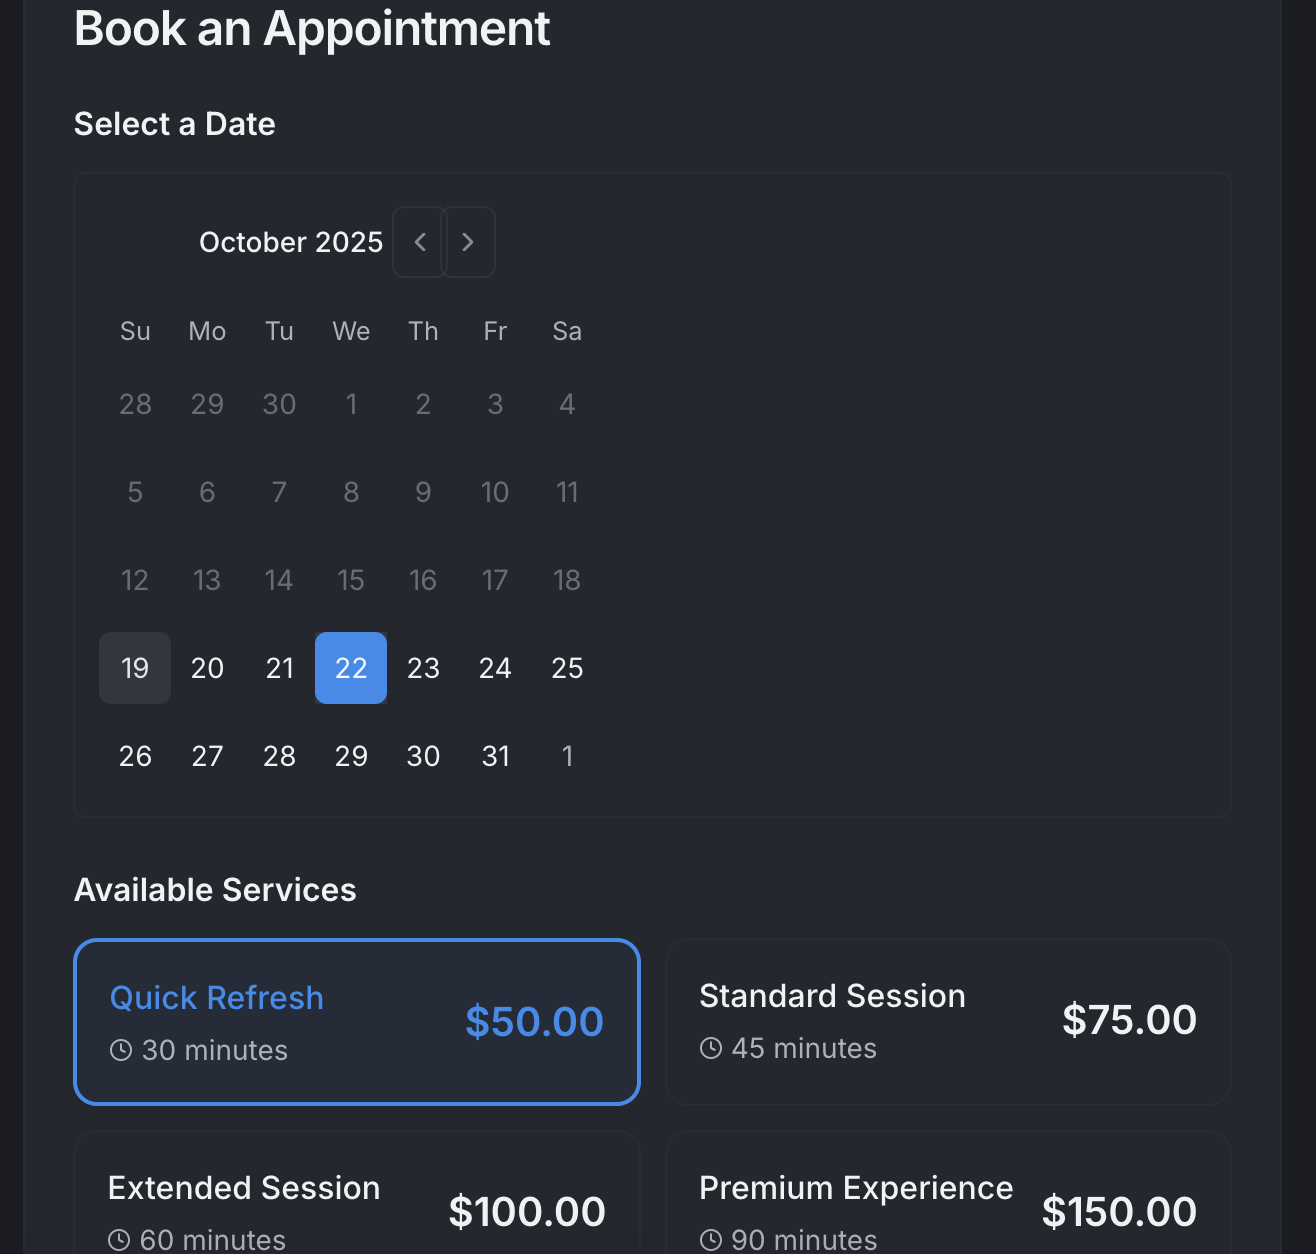 Book an Appointment
Select a Date
October 2025
Su Mo Tu We Th Fr Sa
28 29 30 1 2 3 4
5 6 7 8 9 10 11
12 13 14 15 16 17 18
19 20 21 22 23 24 25
26 27 28 29 30 31 1
Available Services
Quick Refresh
$50.00
30 minutes
Standard Session
$75.00
45 minutes
Extended Session
$100.00
60 minutes
Premium Experience
$150.00
90 minutes